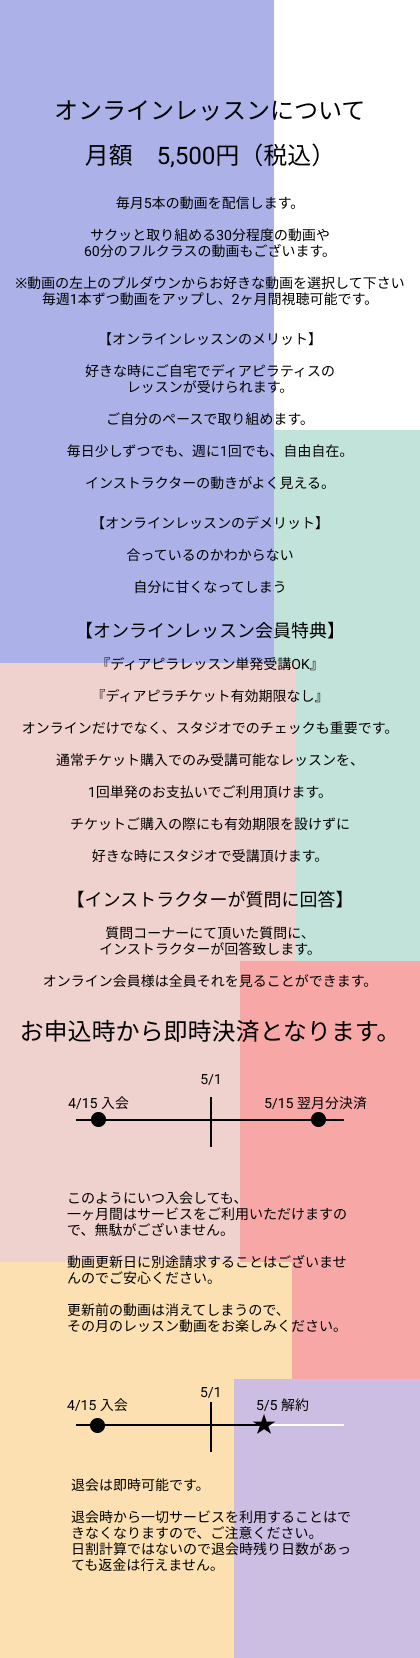 オンラインレッスンについて
月額　5,500円（税込）
毎月5本の動画を配信します。
サクッと取り組める30分程度の動画や
60分のフルクラスの動画もございます。
※動画の左上のプルダウンからお好きな動画を選択して下さい
毎週1本ずつ動画をアップし、2ヶ月間視聴可能です。
【オンラインレッスンのメリット】
好きな時にご自宅でディアピラティスの
レッスンが受けられます。
ご自分のペースで取り組めます。
毎日少しずつでも、週に1回でも、自由自在。
インストラクターの動きがよく見える。
【オンラインレッスンのデメリット】
合っているのかわからない
自分に甘くなってしまう
【オンラインレッスン会員特典】
『ディアピラレッスン単発受講OK』
『ディアピラチケット有効期限なし』
オンラインだけでなく、スタジオでのチェックも重要です。
通常チケット購入でのみ受講可能なレッスンを、
1回単発のお支払いでご利用頂けます。
チケットご購入の際にも有効期限を設けずに
好きな時にスタジオで受講頂けます。
【インストラクターが質問に回答】
質問コーナーにて頂いた質問に、
インストラクターが回答致します。
オンライン会員様は全員それを見ることができます。
お申込時から即時決済となります。
5/1
4/15 入会
5/15 翌月分決済
このようにいつ入会しても、
一ヶ月間はサービスをご利用いただけますの
で、無駄がございません。
動画更新日に別途請求することはございませ
んのでご安心ください。
更新前の動画は消えてしまうので、
その月のレッスン動画をお楽しみください。
5/1
4/15 入会
5/5 解約
退会は即時可能です。
退会時から一切サービスを利用することはで
きなくなりますので、ご注意ください。
日割計算ではないので退会時残り日数があっ
ても返金は行えません。